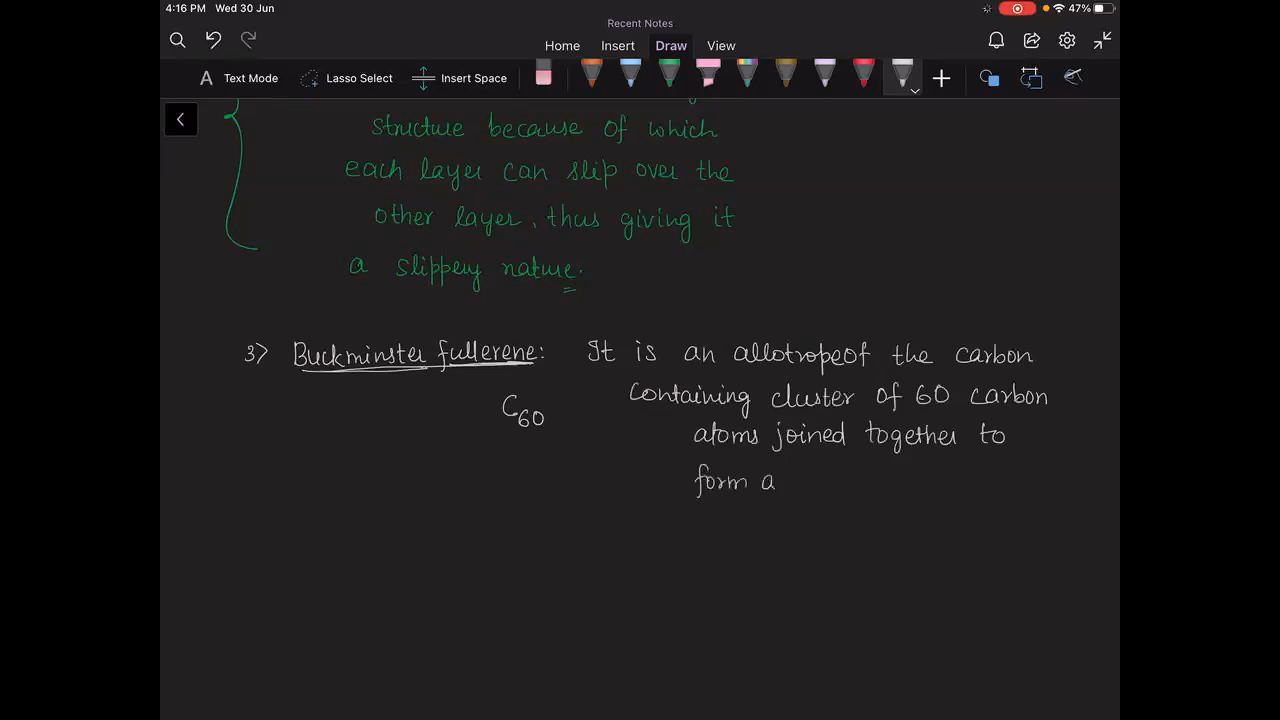 4:16 PM Wed 30 Jun
47%
Recent Notes
Home Insert Draw View
Text Mode Lasso Select Insert Space
structure because of which
each layer can slip over the
other layer, thus giving it
a slippery nature.
3) Buckminster fullerene: It is an allotrope of the carbon
containing cluster of 60 carbon
C60
atoms joined together to
form a